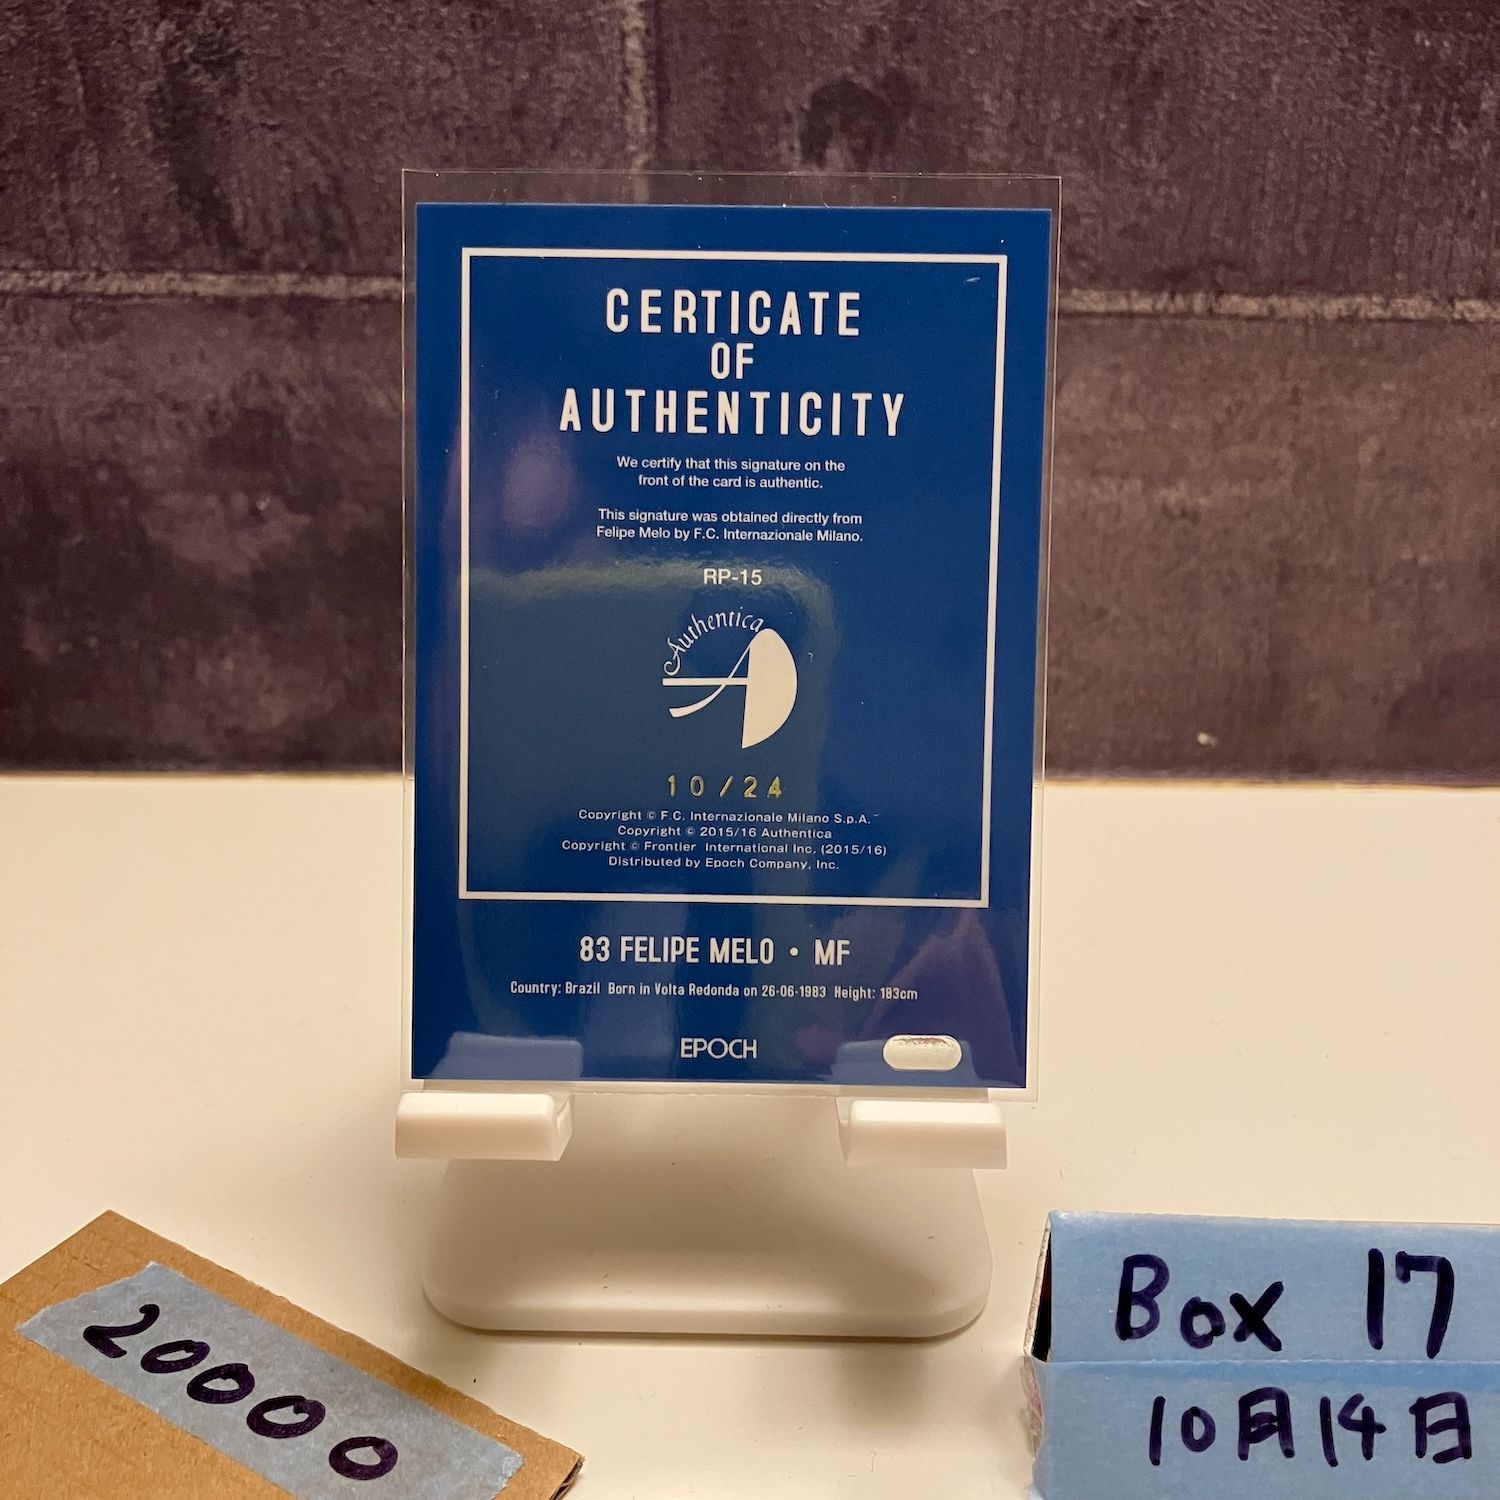 CERTICATE
OF
AUTHENTICITY
We certify that this signature on the
front of the card is authentic.
This signature was obtained directly from
Felipe Melo by F.C. Internazionale Milano.
RP-15
Authentica
10/24
Copyright © F.C. Internazionale Milano S.p.A.
Copyright © 2015/16 Authentica
Copyright © Frontier International Inc. (2015/16)
Distributed by Epoch Company, Inc.
83 FELIPE MELO • MF
Country: Brazil Born in Volta Redonda on 26-06-1983 Height: 183cm
EPOCH
20000
Box 17
10月14日